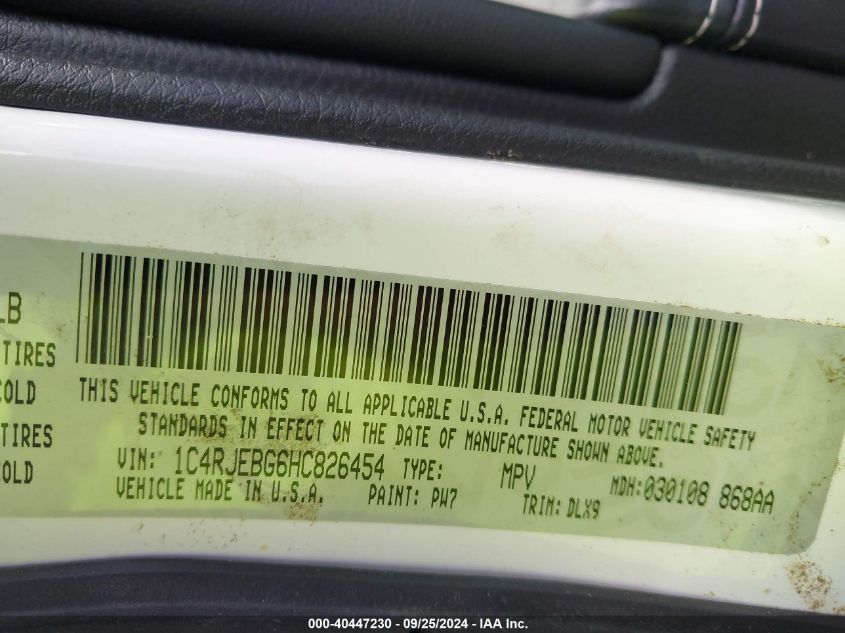 LB
TIRES
COLD
TIRES
COLD
THIS VEHICLE CONFORMS TO ALL APPLICABLE U.S.A. FEDERAL MOTOR VEHICLE SAFETY
STANDARDS IN EFFECT ON THE DATE OF MANUFACTURE SHOWN ABOVE.
VIN: 1C4RJEBG6HC826454 TYPE: MPV MDH:030108 868AA
VEHICLE MADE IN U.S.A. PAINT: PW7 TRIM: DLX9
000-40447230 - 09/25/2024 - IAA Inc.